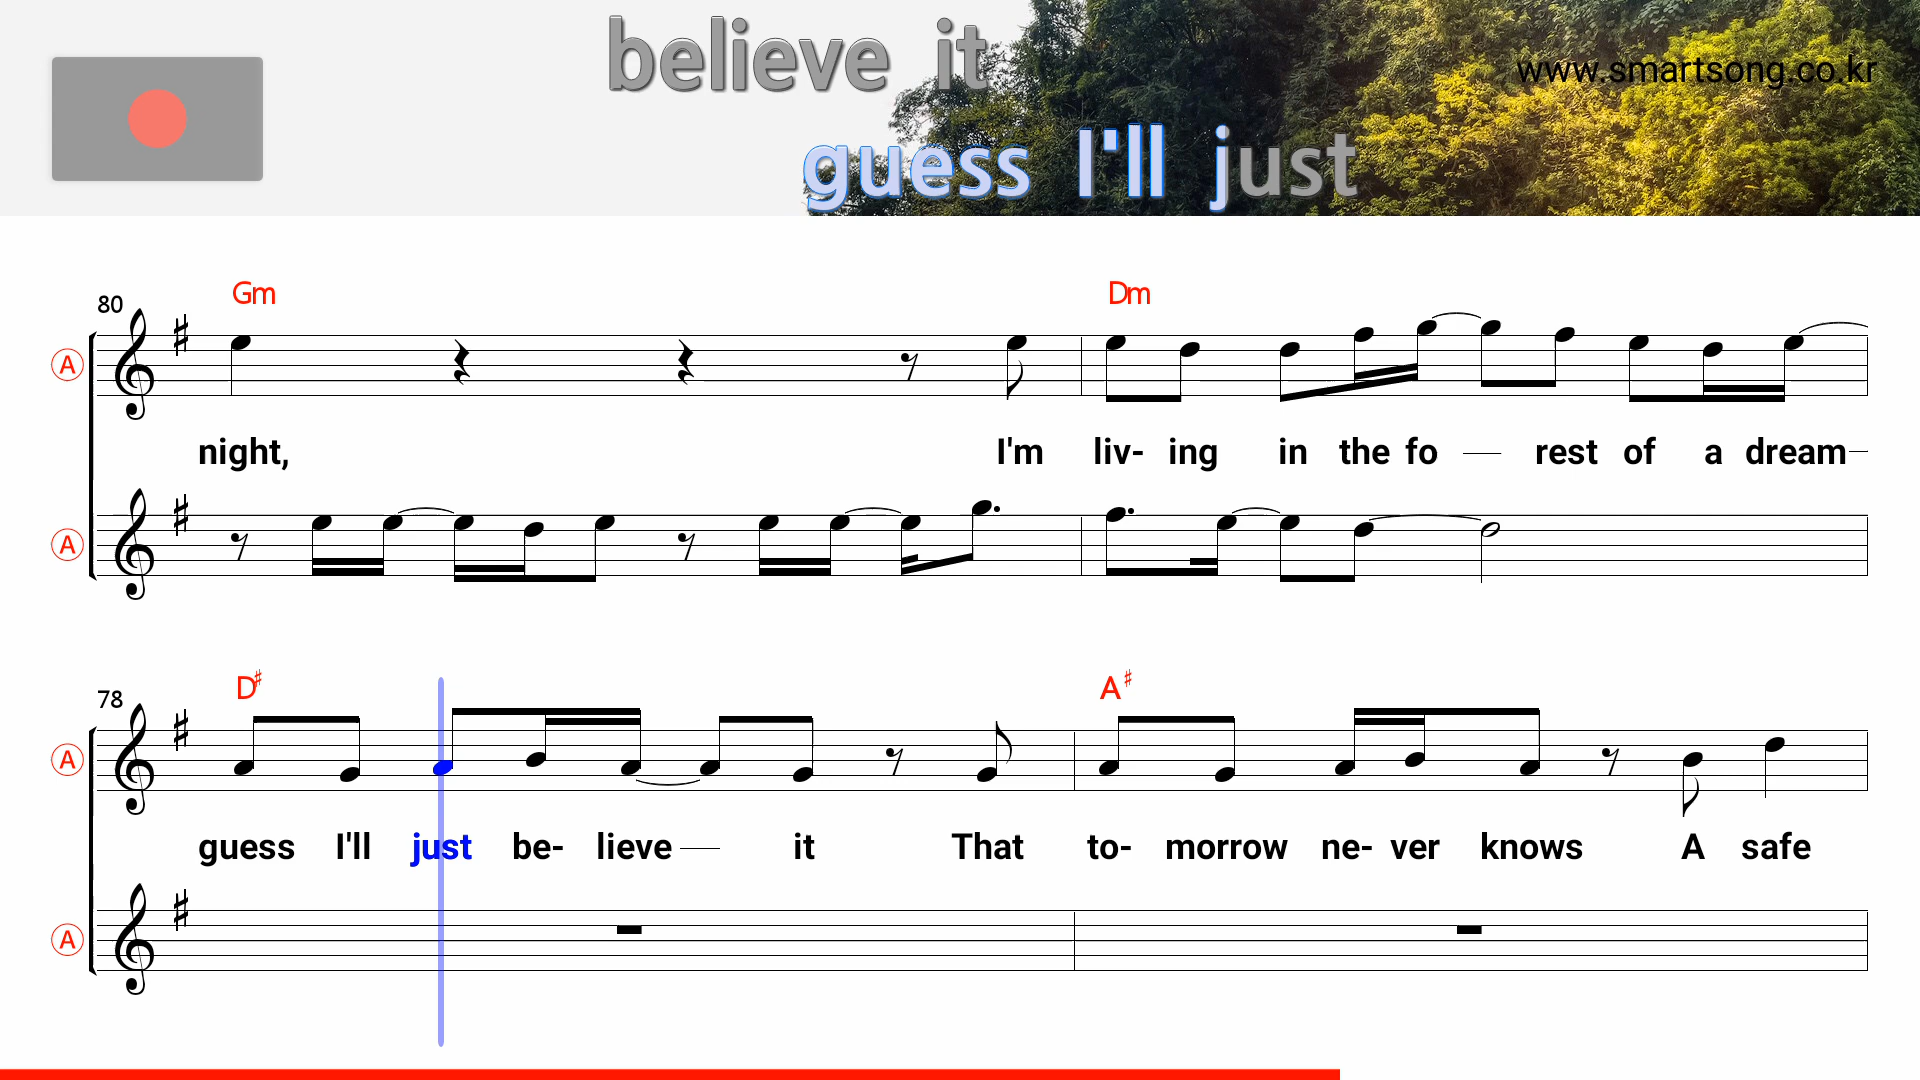 believe it
www.smartsong.co.kr
guess I'll just
Gm Dm
80
A
night, I'm liv- ing in the fo — rest of a dream—
A
D♯ A♯
78
A
guess I'll just be- lieve — it That to- morrow ne- ver knows A safe
A